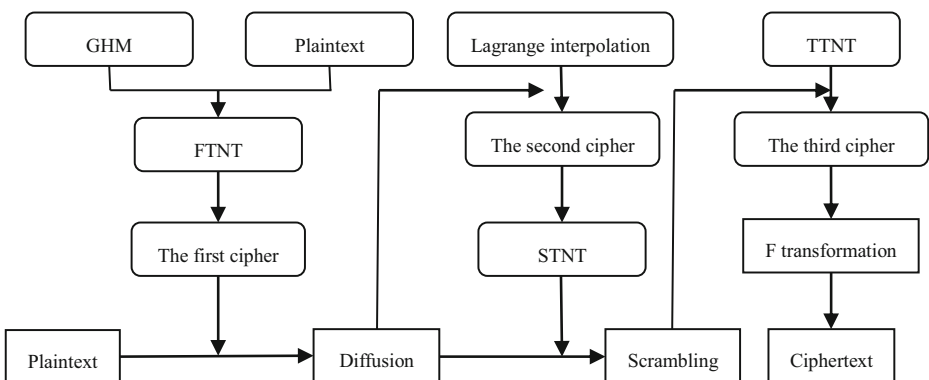 GHM
Plaintext
Lagrange interpolation
TTNT
FTNT
The second cipher
The third cipher
The first cipher
STNT
F transformation
Plaintext
Diffusion
Scrambling
Ciphertext